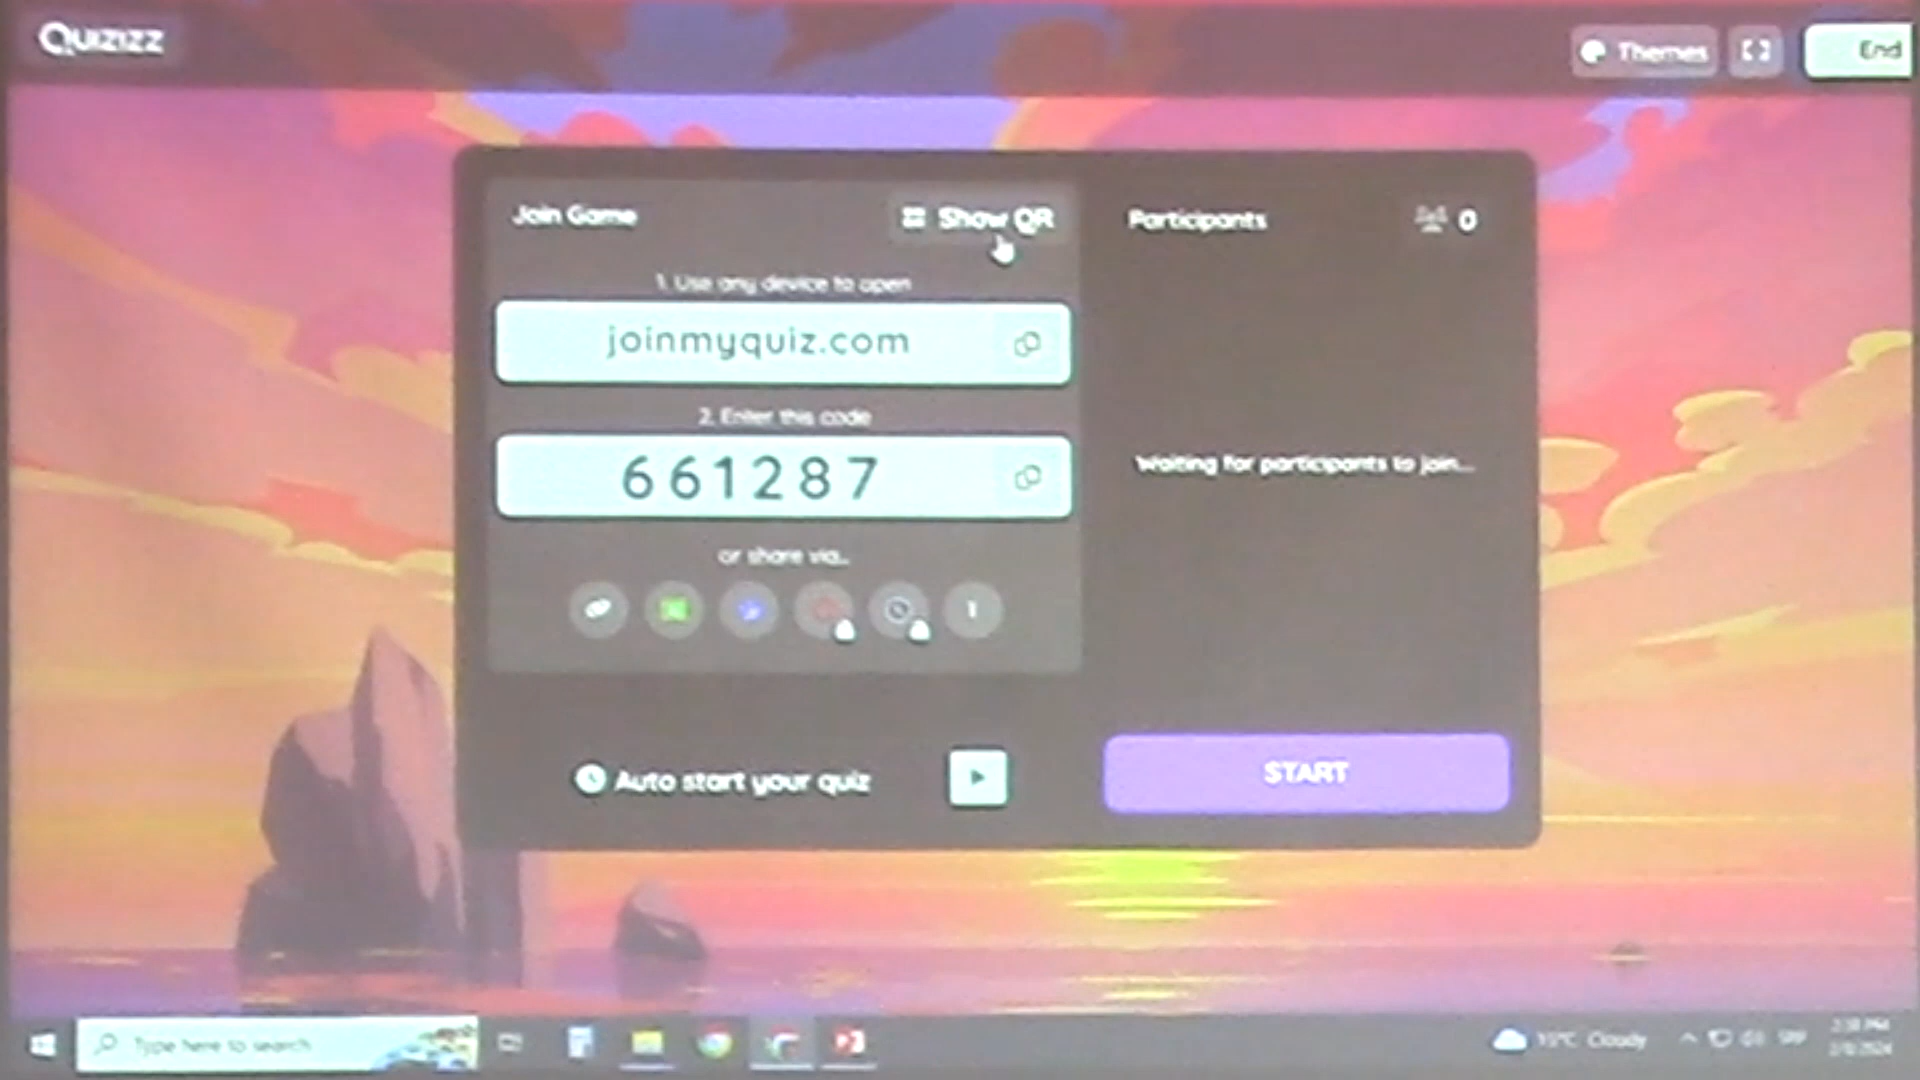 Quizizz
Themes
End
Join Game
Show QR
Participants
0
1. Use any device to open
joinmyquiz.com
2. Enter this code
661287
Waiting for participants to join...
or share via...
Auto start your quiz
START
Type here to search
Cloudy